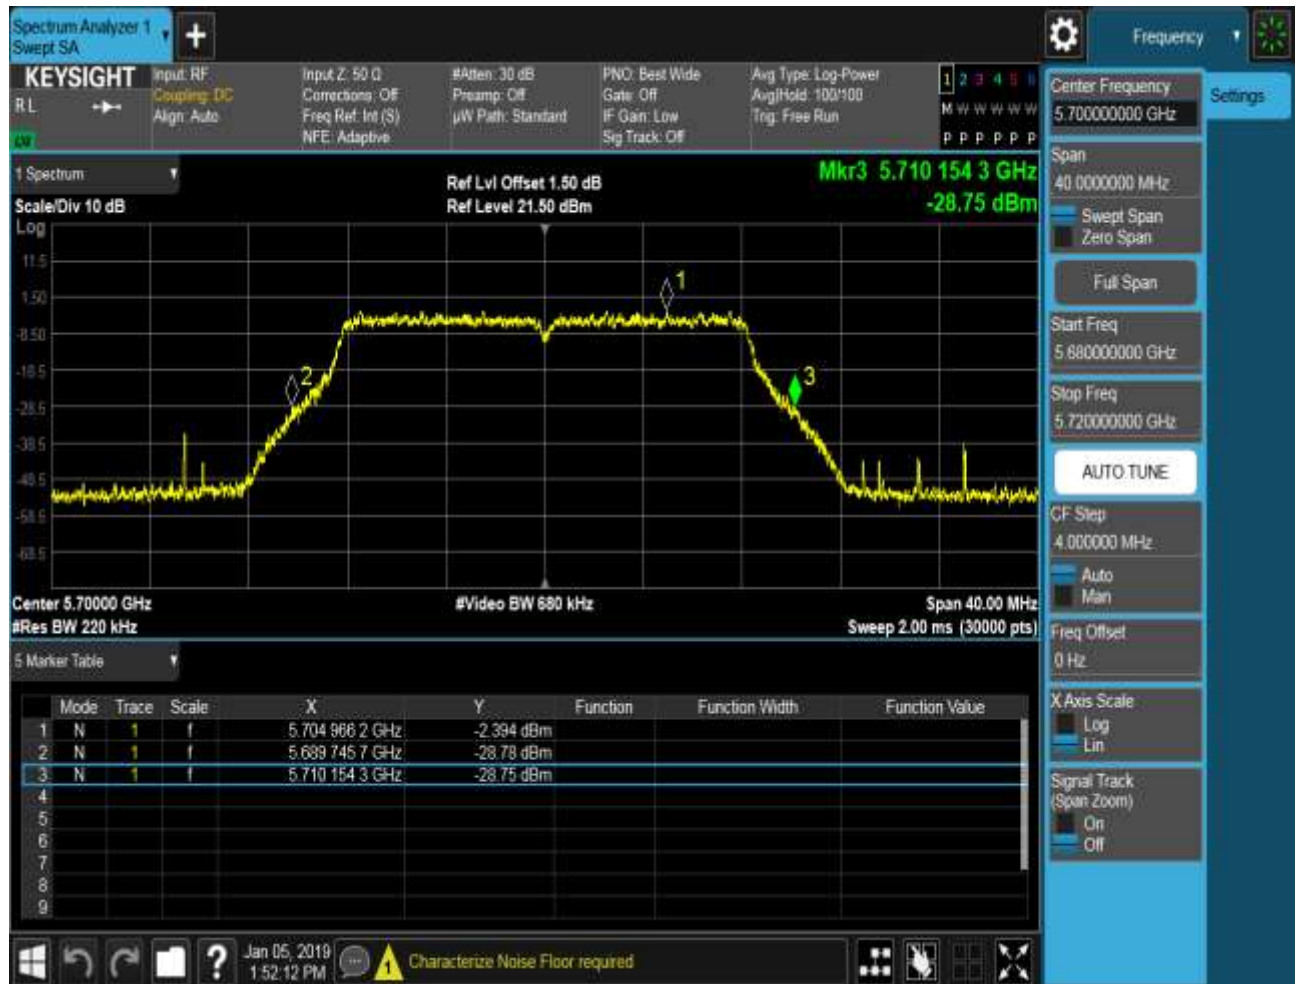 Spectrum Analyzer 1
Swept SA
+
Frequency
KEYSIGHT
RL
Input: RF
Coupling: DC
Align: Auto
Input Z: 50 Ω
Corrections: Off
Freq Ref: Int (S)
NFE: Adaptive
#Atten: 30 dB
Preamp: Off
µW Path: Standard
PNO: Best Wide
Gate: Off
IF Gain: Low
Sig Track: Off
Avg Type: Log-Power
Avg|Hold: 100/100
Trig: Free Run
1 2 3 4 5 6
M W W W W W
P P P P P P
1 Spectrum
Scale/Div 10 dB
Ref Lvl Offset 1.50 dB
Ref Level 21.50 dBm
Mkr3 5.710 154 3 GHz
-28.75 dBm
Log
11.5
1.50
-8.50
-18.5
-28.5
-38.5
-48.5
-58.5
-68.5
1
2
3
Center 5.70000 GHz
#Res BW 220 kHz
#Video BW 680 kHz
Span 40.00 MHz
Sweep 2.00 ms (30000 pts)
5 Marker Table
Mode Trace Scale X Y Function Function Width Function Value
1 N 1 f 5.704 966 2 GHz -2.394 dBm
2 N 1 f 5.689 745 7 GHz -28.78 dBm
3 N 1 f 5.710 154 3 GHz -28.75 dBm
4
5
6
7
8
9
Jan 05, 2019
1:52:12 PM
?
1
Characterize Noise Floor required
Center Frequency
5.700000000 GHz
Settings
Span
40.0000000 MHz
Swept Span
Zero Span
Full Span
Start Freq
5.680000000 GHz
Stop Freq
5.720000000 GHz
AUTO TUNE
CF Step
4.000000 MHz
Auto
Man
Freq Offset
0 Hz
X Axis Scale
Log
Lin
Signal Track
(Span Zoom)
On
Off